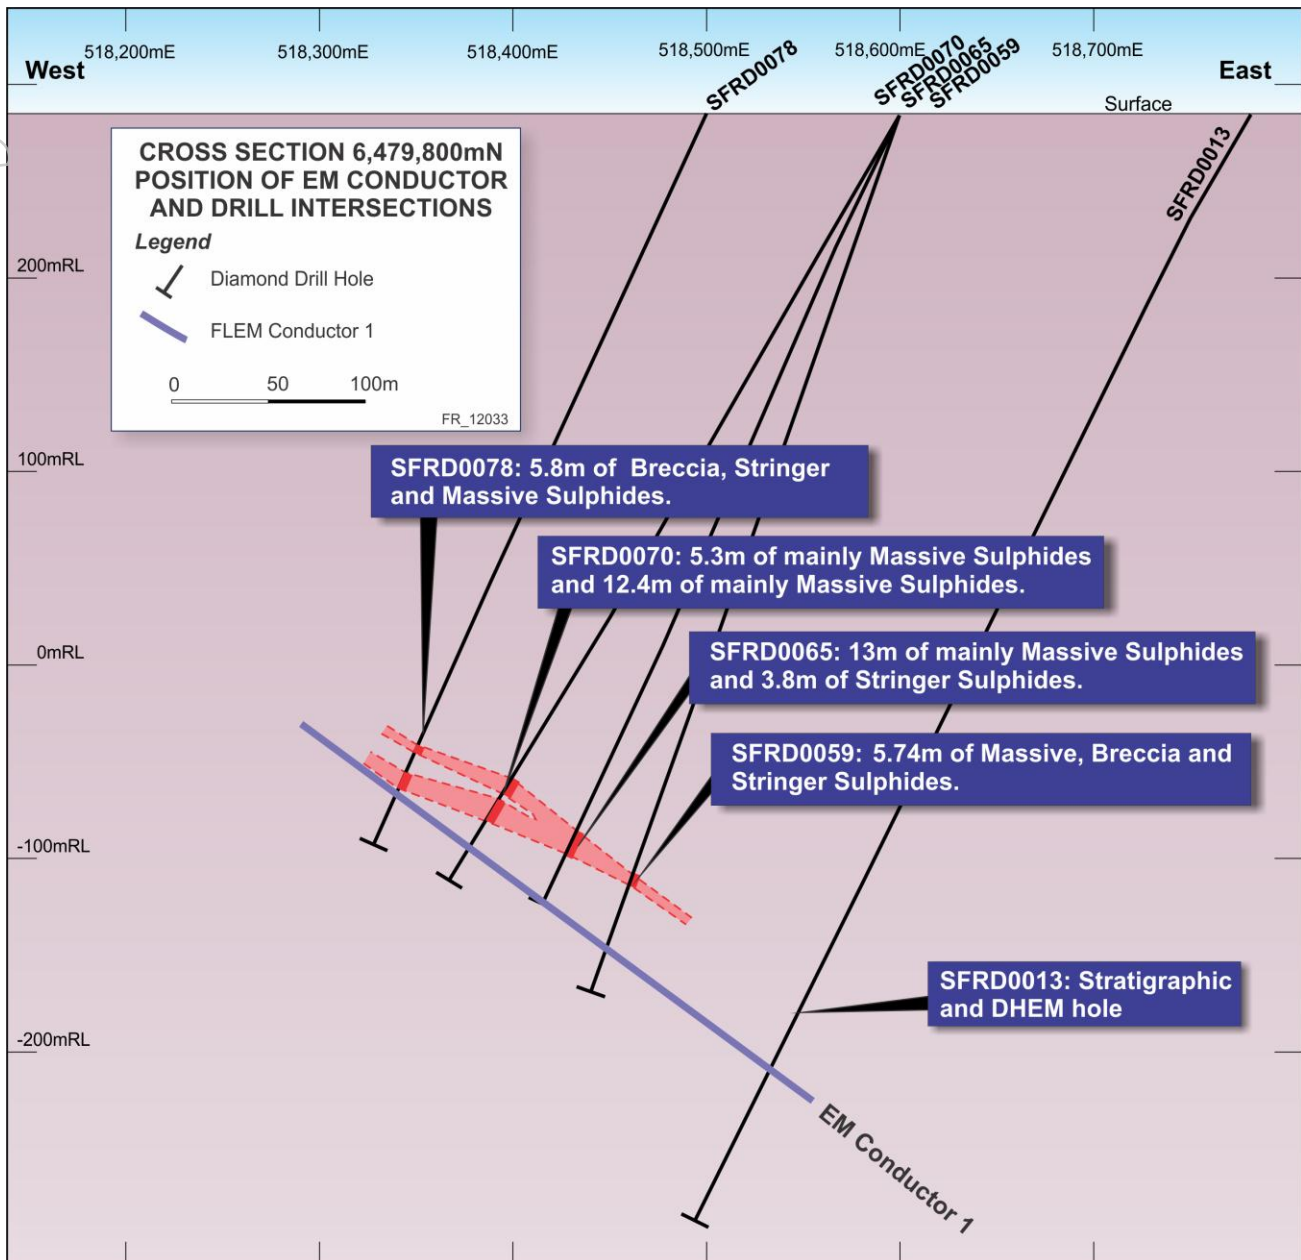 518,200mE
518,300mE
518,400mE
518,500mE
518,600mE
518,700mE
West
East
SFRD0078
SFRD0070
SFRD0065
SFRD0059
Surface
SFRD0013
CROSS SECTION 6,479,800mN
POSITION OF EM CONDUCTOR
AND DRILL INTERSECTIONS
Legend
Diamond Drill Hole
FLEM Conductor 1
0 50 100m
FR_12033
200mRL
100mRL
0mRL
-100mRL
-200mRL
SFRD0078: 5.8m of Breccia, Stringer
and Massive Sulphides.
SFRD0070: 5.3m of mainly Massive Sulphides
and 12.4m of mainly Massive Sulphides.
SFRD0065: 13m of mainly Massive Sulphides
and 3.8m of Stringer Sulphides.
SFRD0059: 5.74m of Massive, Breccia and
Stringer Sulphides.
SFRD0013: Stratigraphic
and DHEM hole
EM Conductor 1